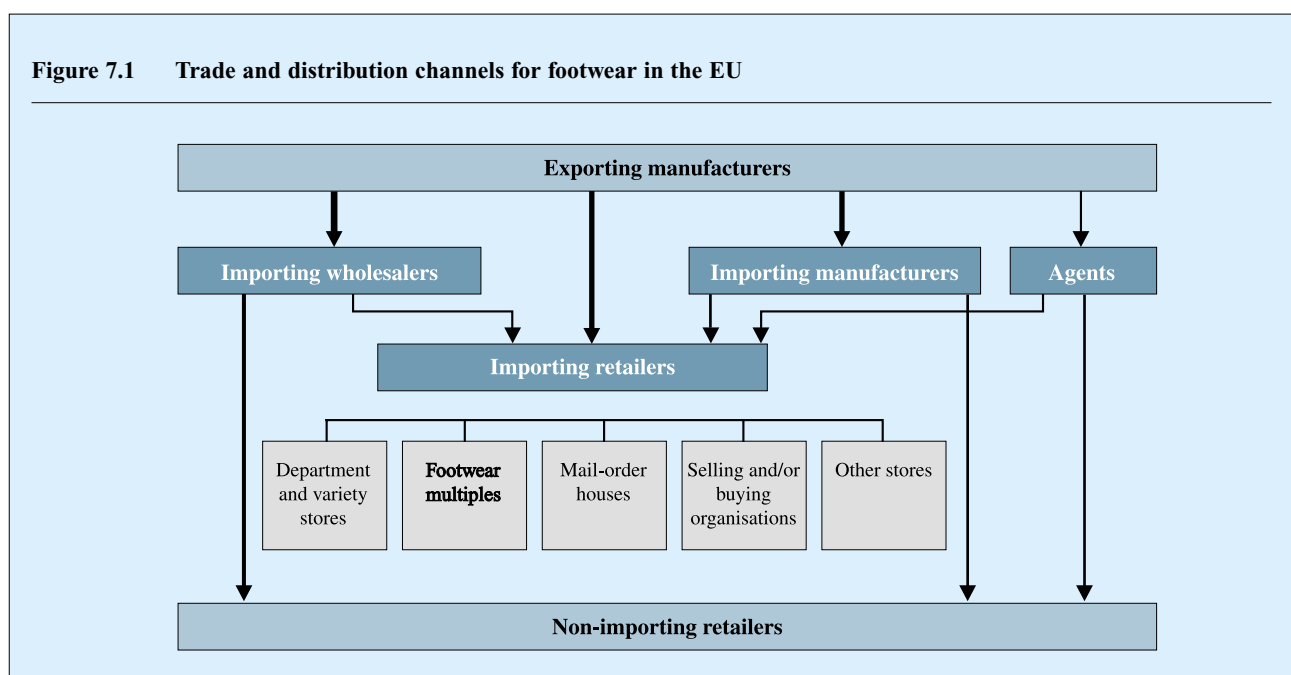 Figure 7.1 Trade and distribution channels for footwear in the EU
Exporting manufacturers
Importing wholesalers
Importing manufacturers
Agents
Importing retailers
Department
and variety
stores
Footwear
multiples
Mail-order
houses
Selling and/or
buying
organisations
Other stores
Non-importing retailers